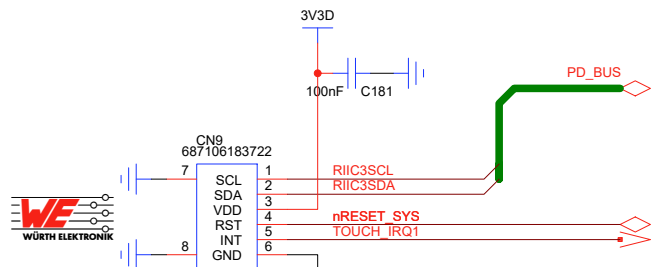 3V3D
PD_BUS
100nF
C181
CN9
687106183722
7
SCL
1
RIIC3SCL
SDA
2
RIIC3SDA
VDD
3
RST
4
nRESET_SYS
INT
5
TOUCH_IRQ1
8
GND
6
WE
WÜRTH ELEKTRONIK